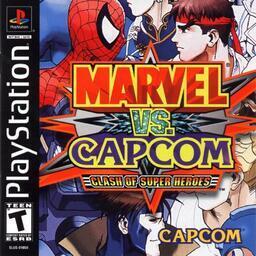 PlayStation
MARVEL
VS.
CAPCOM
CLASH OF SUPER HEROES
TEEN
T
ESRB
CAPCOM